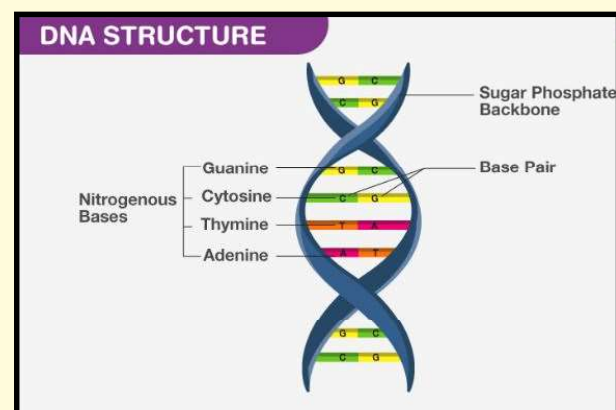 DNA STRUCTURE
G C
C G
Sugar Phosphate
Backbone
Guanine
G C
Base Pair
Nitrogenous
Bases
Cytosine
C G
Thymine
T A
Adenine
A T
G C
C G